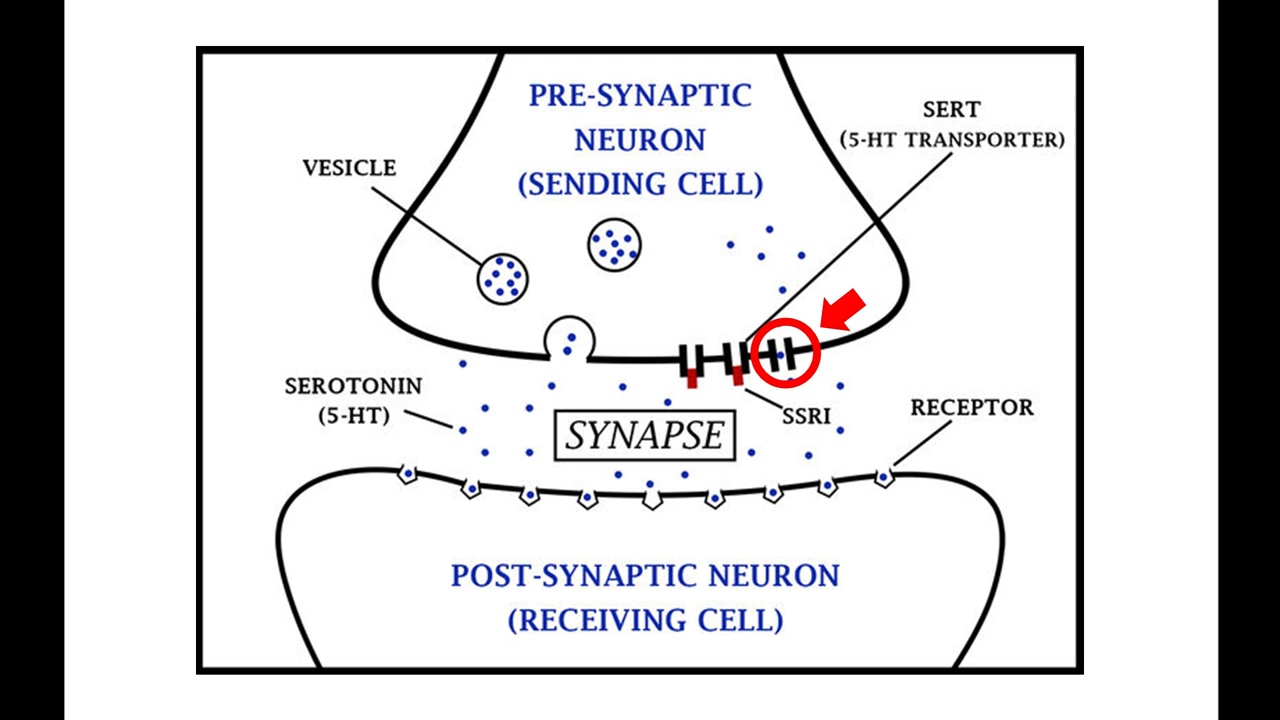 PRE-SYNAPTIC
NEURON
(SENDING CELL)
SERT
(5-HT TRANSPORTER)
VESICLE
SEROTONIN
(5-HT)
SYNAPSE
SSRI
RECEPTOR
POST-SYNAPTIC NEURON
(RECEIVING CELL)